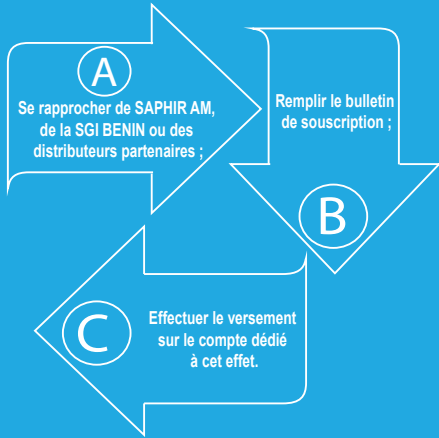 A
Se rapprocher de SAPHIR AM,
de la SGI BENIN ou des
distributeurs partenaires ;
Remplir le bulletin
de souscription ;
B
C
Effectuer le versement
sur le compte dédié
à cet effet.